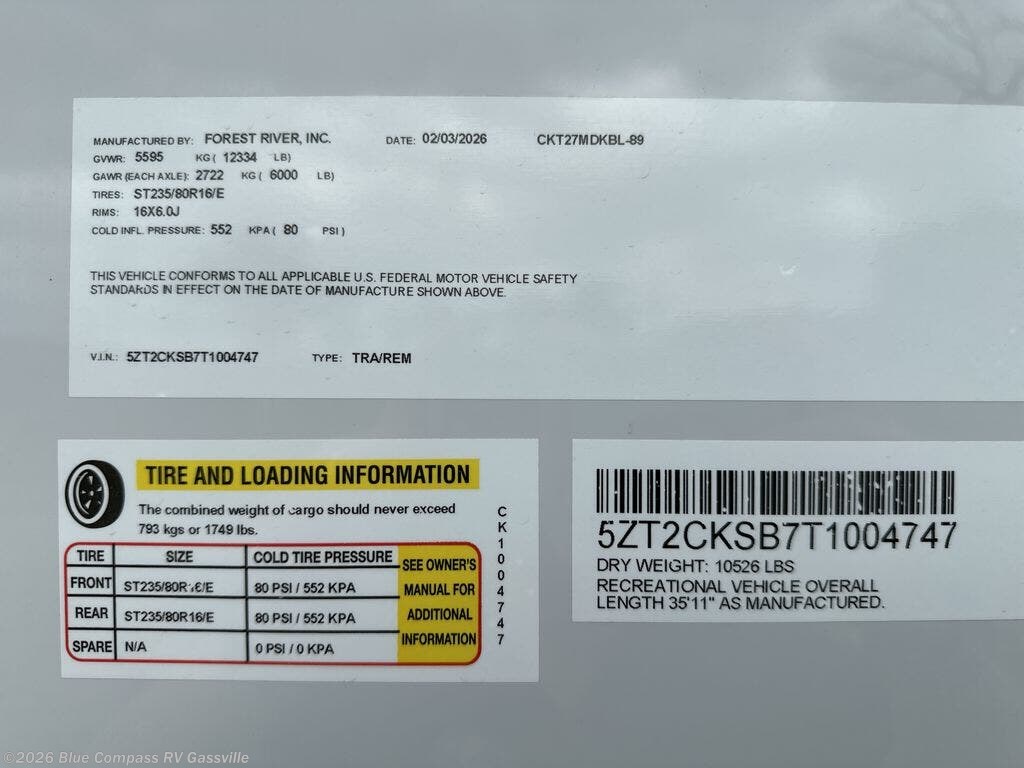 MANUFACTURED BY: FOREST RIVER, INC. DATE: 02/03/2026 CKT27MDKBL-89
GVWR: 5595 KG ( 12334 LB)
GAWR (EACH AXLE): 2722 KG ( 6000 LB)
TIRES: ST235/80R16/E
RIMS: 16X6.0J
COLD INFL. PRESSURE: 552 KPA ( 80 PSI )
THIS VEHICLE CONFORMS TO ALL APPLICABLE U.S. FEDERAL MOTOR VEHICLE SAFETY
STANDARDS IN EFFECT ON THE DATE OF MANUFACTURE SHOWN ABOVE.
V.I.N.: 5ZT2CKSB7T1004747 TYPE: TRA/REM
TIRE AND LOADING INFORMATION
The combined weight of cargo should never exceed
793 kgs or 1749 lbs.
TIRE SIZE COLD TIRE PRESSURE
FRONT ST235/80R16/E 80 PSI / 552 KPA
REAR ST235/80R16/E 80 PSI / 552 KPA
SPARE N/A 0 PSI / 0 KPA
SEE OWNER'S
MANUAL FOR
ADDITIONAL
INFORMATION
CK1004747
5ZT2CKSB7T1004747
DRY WEIGHT: 10526 LBS
RECREATIONAL VEHICLE OVERALL
LENGTH 35'11" AS MANUFACTURED.
©2026 Blue Compass RV Gassville